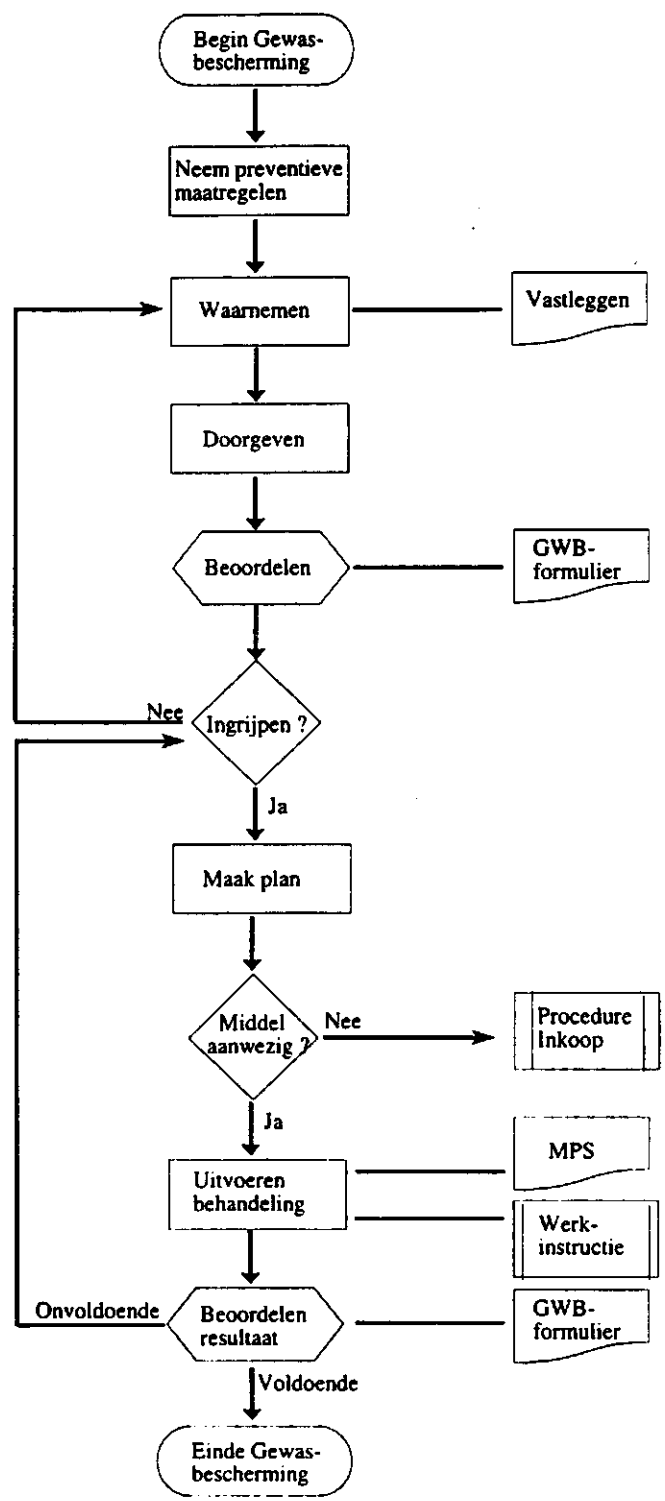 Begin Gewas-
bescherming
Neem preventieve
maatregelen
Waarnemen
Vastleggen
Doorgeven
Beoordelen
GWB-
formulier
Nee
Ingrijpen ?
Ja
Maak plan
Middel
aanwezig ?
Nee
Procedure
Inkoop
Ja
Uitvoeren
behandeling
MPS
Werk-
instructie
Onvoldoende
Beoordelen
resultaat
GWB-
formulier
Voldoende
Einde Gewas-
bescherming